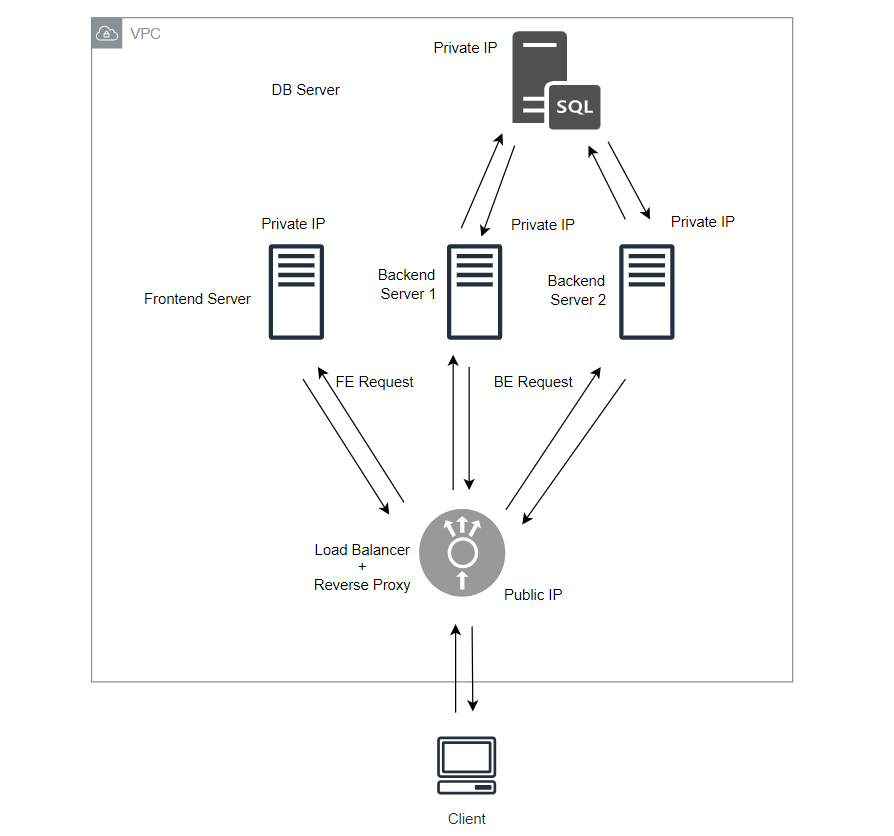 VPC
Private IP
DB Server
SQL
Private IP
Private IP
Private IP
Backend
Server 1
Backend
Server 2
Frontend Server
FE Request
BE Request
Load Balancer
+
Reverse Proxy
Public IP
Client